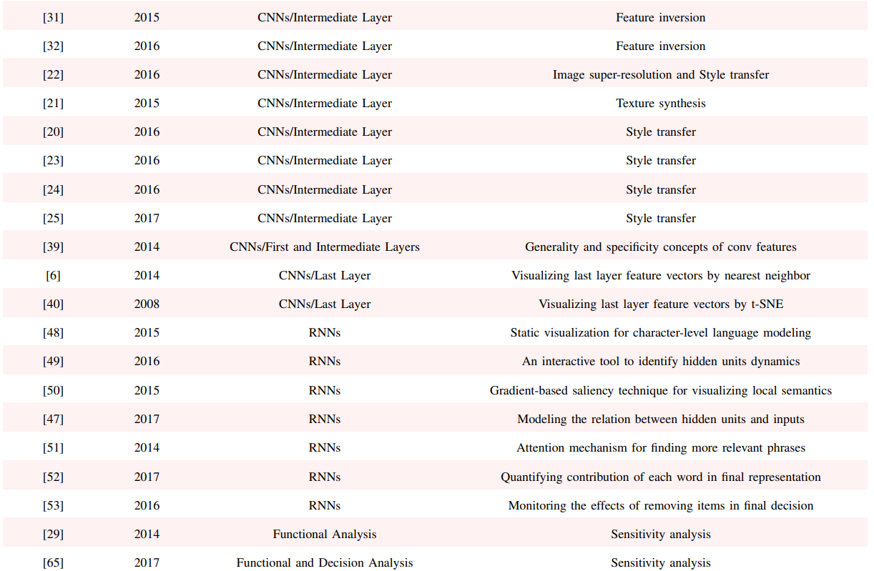 [31] 2015 CNNs/Intermediate Layer Feature inversion
[32] 2016 CNNs/Intermediate Layer Feature inversion
[22] 2016 CNNs/Intermediate Layer Image super-resolution and Style transfer
[21] 2015 CNNs/Intermediate Layer Texture synthesis
[20] 2016 CNNs/Intermediate Layer Style transfer
[23] 2016 CNNs/Intermediate Layer Style transfer
[24] 2016 CNNs/Intermediate Layer Style transfer
[25] 2017 CNNs/Intermediate Layer Style transfer
[39] 2014 CNNs/First and Intermediate Layers Generality and specificity concepts of conv features
[6] 2014 CNNs/Last Layer Visualizing last layer feature vectors by nearest neighbor
[40] 2008 CNNs/Last Layer Visualizing last layer feature vectors by t-SNE
[48] 2015 RNNs Static visualization for character-level language modeling
[49] 2016 RNNs An interactive tool to identify hidden units dynamics
[50] 2015 RNNs Gradient-based saliency technique for visualizing local semantics
[47] 2017 RNNs Modeling the relation between hidden units and inputs
[51] 2014 RNNs Attention mechanism for finding more relevant phrases
[52] 2017 RNNs Quantifying contribution of each word in final representation
[53] 2016 RNNs Monitoring the effects of removing items in final decision
[29] 2014 Functional Analysis Sensitivity analysis
[65] 2017 Functional and Decision Analysis Sensitivity analysis